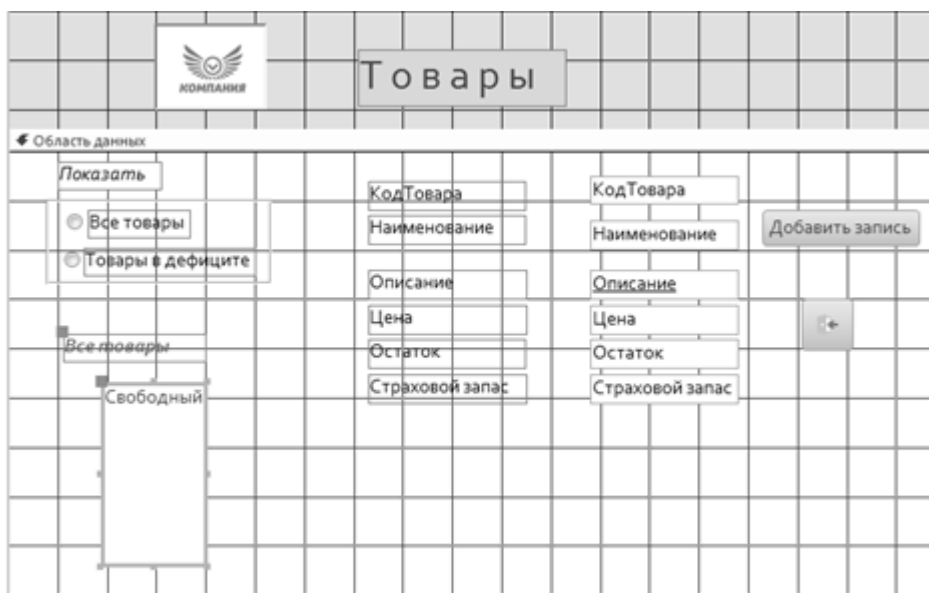 КОМПАНИЯ
Товары
Область данных
Показать
Все товары
Товары в дефиците
Все товары
Свободный
КодТовара
Наименование
Описание
Цена
Остаток
Страховой запас
КодТовара
Наименование
Описание
Цена
Остаток
Страховой запас
Добавить запись